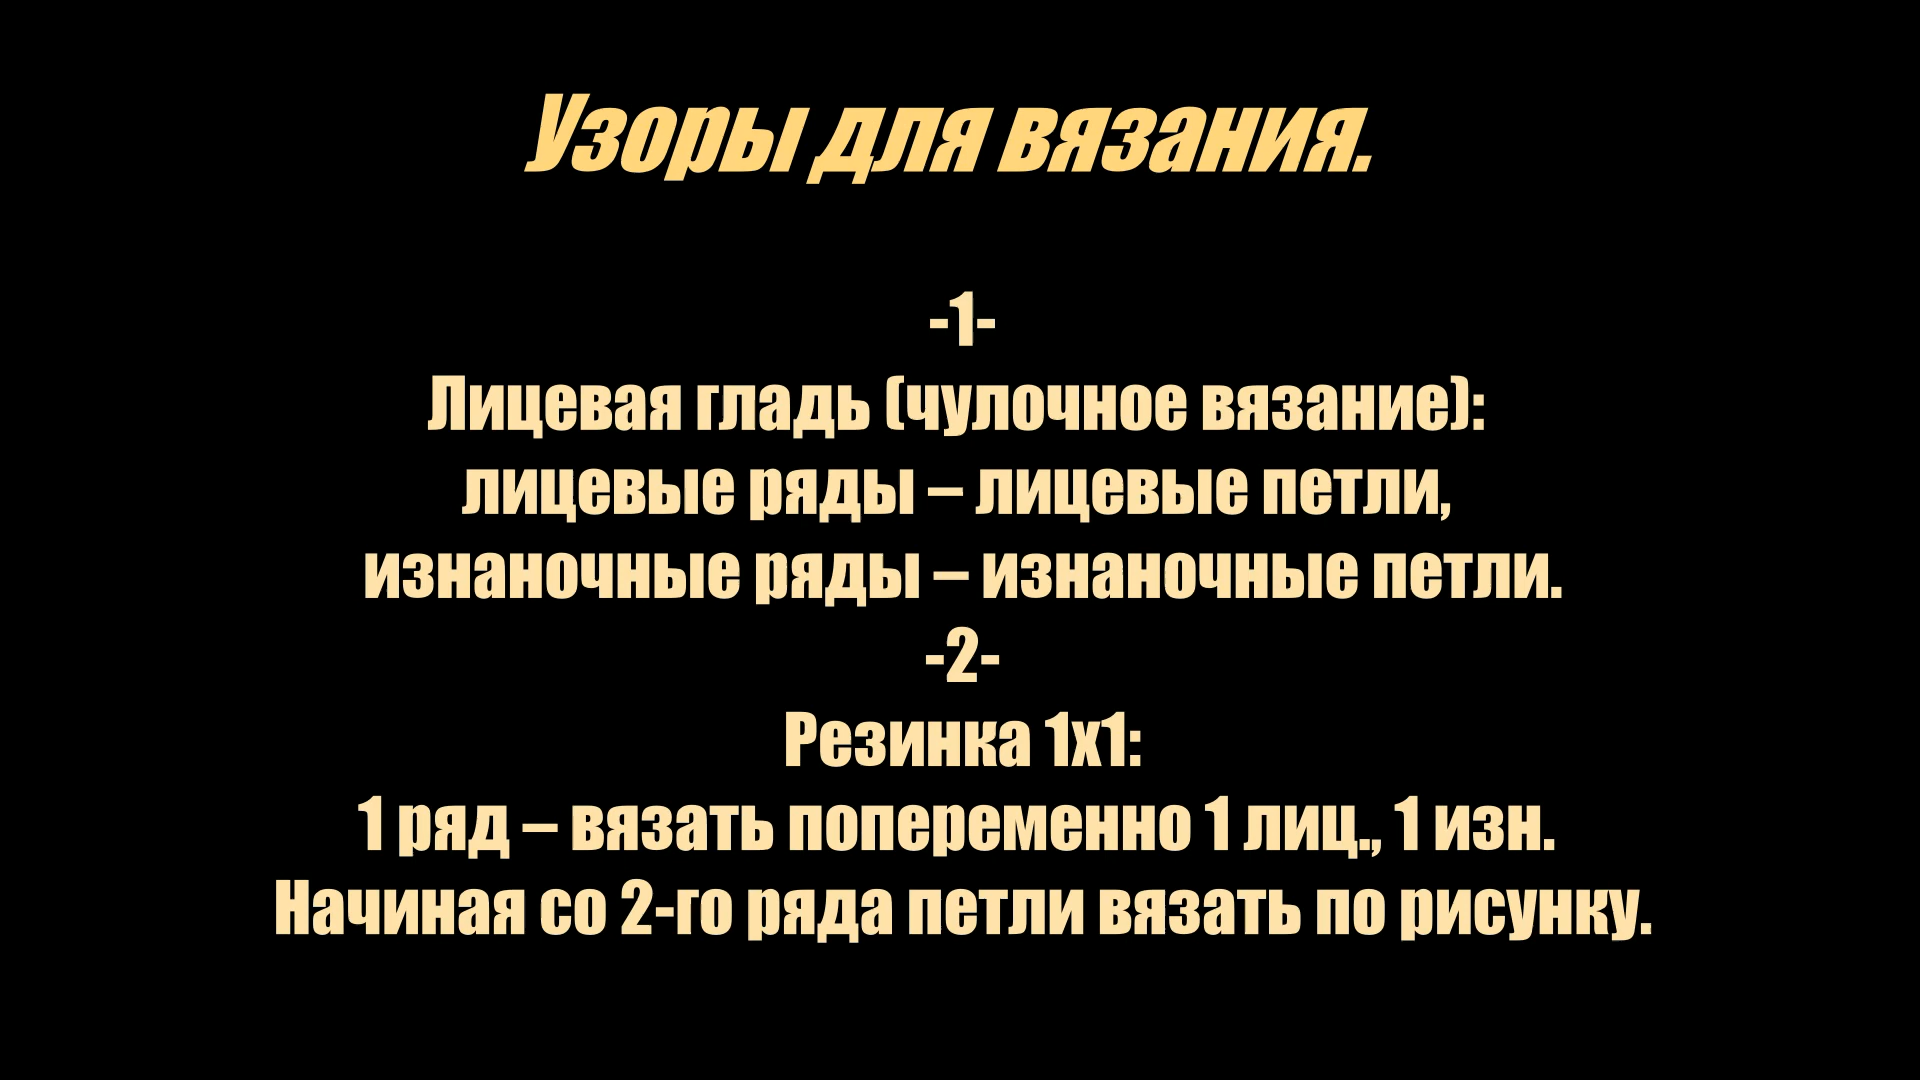 Узоры для вязания.
-1-
Лицевая гладь (чулочное вязание):
лицевые ряды – лицевые петли,
изнаночные ряды – изнаночные петли.
-2-
Резинка 1х1:
1 ряд – вязать попеременно 1 лиц., 1 изн.
Начиная со 2-го ряда петли вязать по рисунку.